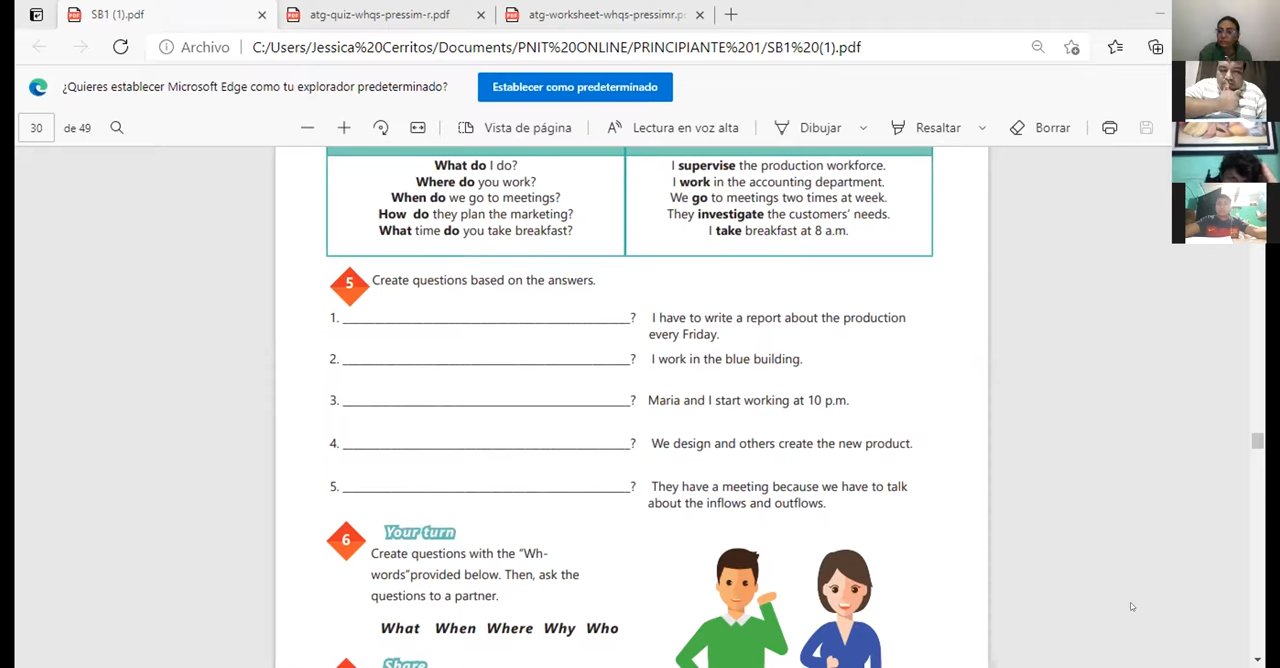 SB1 (1).pdf
atg-quiz-whqs-pressim-r.pdf
atg-worksheet-whqs-pressimr.p
Archivo
C:/Users/Jessica%20Cerritos/Documents/PNIT%20ONLINE/PRINCIPIANTE%201/SB1%20(1).pdf
¿Quieres establecer Microsoft Edge como tu explorador predeterminado?
Establecer como predeterminado
30 de 49
Vista de página
Lectura en voz alta
Dibujar
Resaltar
Borrar
What do I do? I supervise the production workforce.
Where do you work? I work in the accounting department.
When do we go to meetings? We go to meetings two times at week.
How do they plan the marketing? They investigate the customers' needs.
What time do you take breakfast? I take breakfast at 8 a.m.
5 Create questions based on the answers.
1. ______________________? I have to write a report about the production
every Friday.
2. ______________________? I work in the blue building.
3. ______________________? Maria and I start working at 10 p.m.
4. ______________________? We design and others create the new product.
5. ______________________? They have a meeting because we have to talk
about the inflows and outflows.
6 Your turn
Create questions with the "Wh-
words"provided below. Then, ask the
questions to a partner.
What When Where Why Who
Share